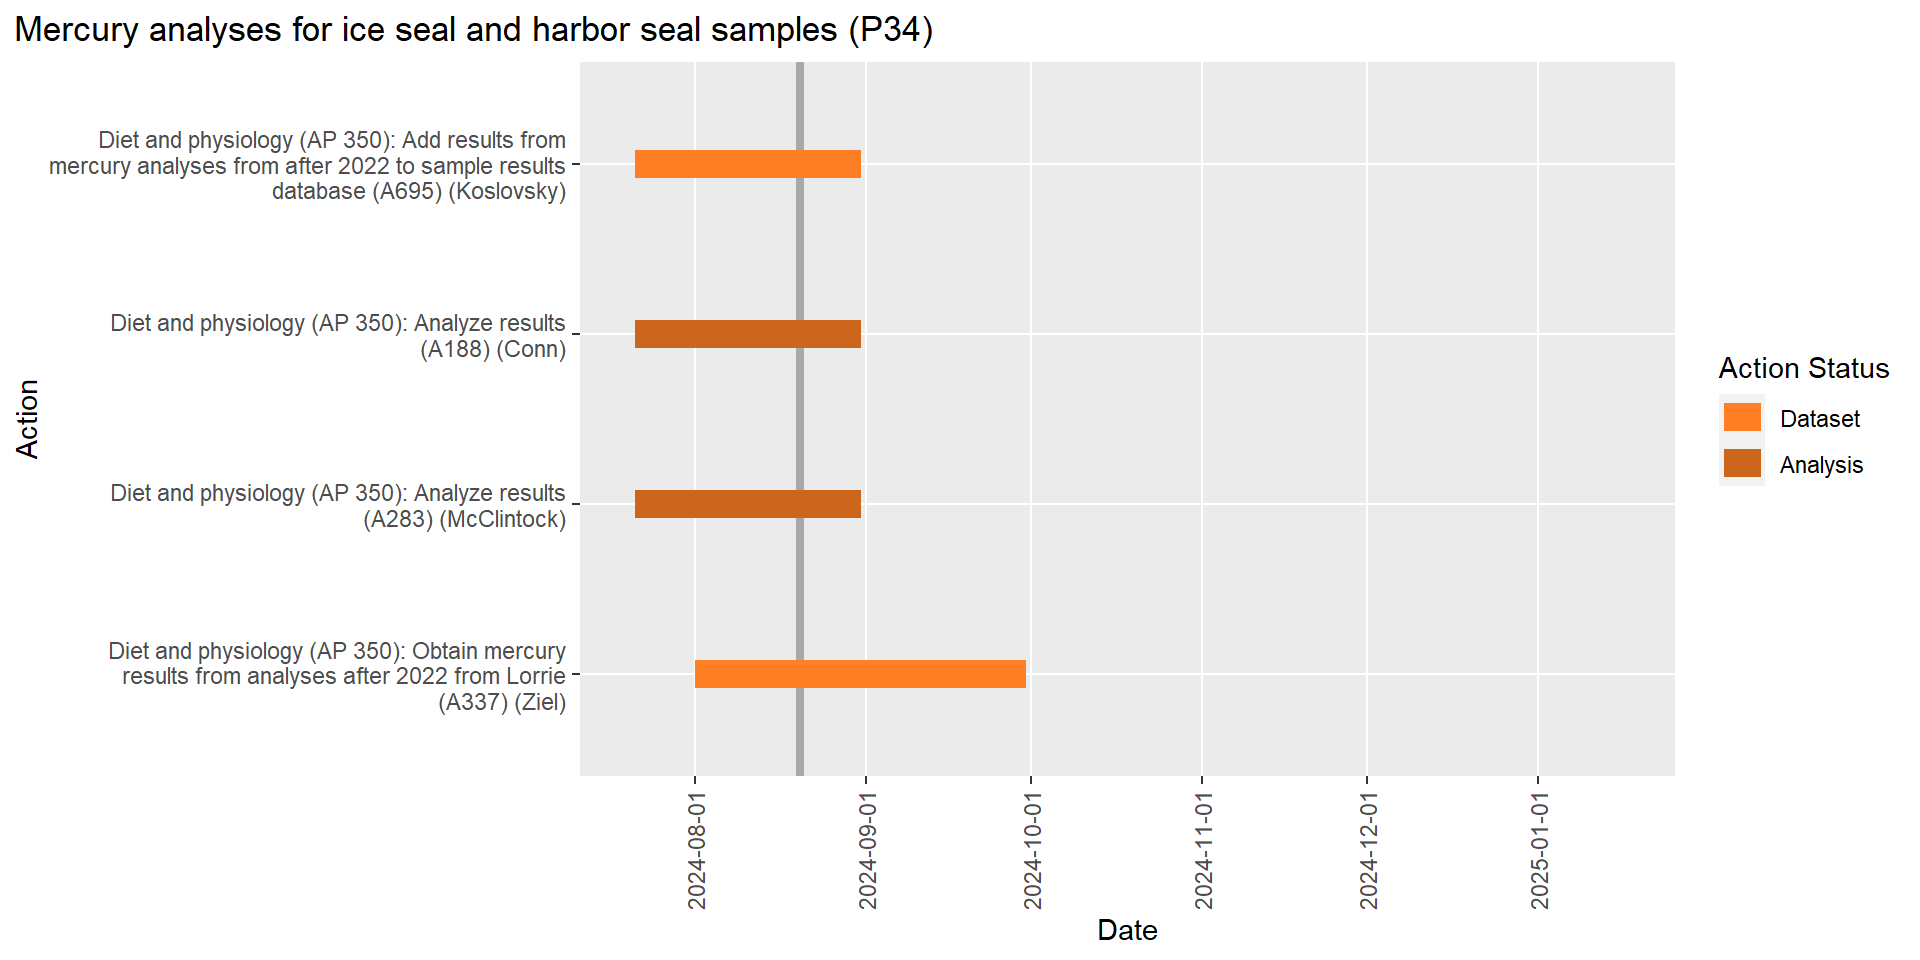 Mercury analyses for ice seal and harbor seal samples (P34)
Diet and physiology (AP 350): Add results from
mercury analyses from after 2022 to sample results
database (A695) (Koslovsky)
Diet and physiology (AP 350): Analyze results
(A188) (Conn)
Diet and physiology (AP 350): Analyze results
(A283) (McClintock)
Diet and physiology (AP 350): Obtain mercury
results from analyses after 2022 from Lorrie
(A337) (Ziel)
Action
2024-08-01
2024-09-01
2024-10-01
2024-11-01
2024-12-01
2025-01-01
Date
Action Status
Dataset
Analysis